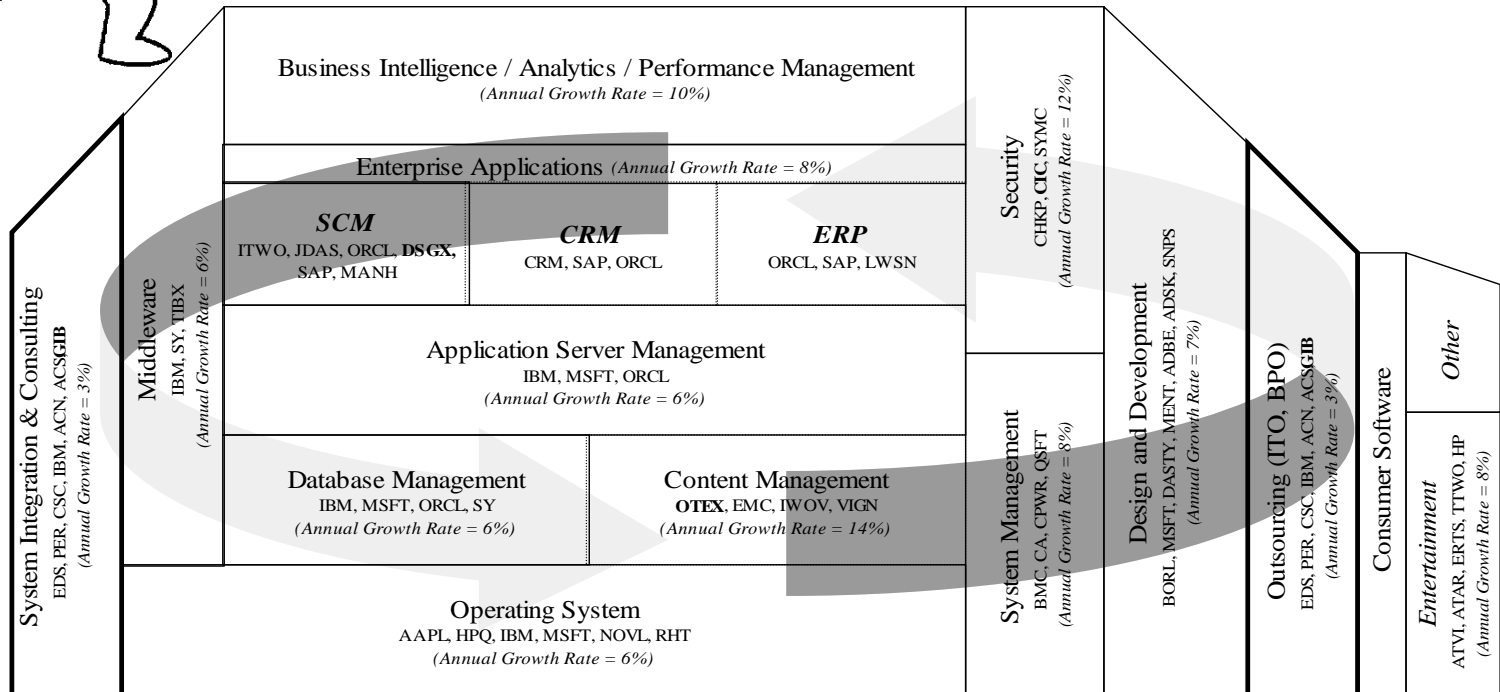 System Integration & Consulting
EDS, PER, CSC, IBM, ACN, ACS, GIB
(Annual Growth Rate = 3%)
Middleware
IBM, SY, TIBX
(Annual Growth Rate = 6%)
Business Intelligence / Analytics / Performance Management
(Annual Growth Rate = 10%)
Enterprise Applications (Annual Growth Rate = 8%)
SCM
ITWO, JDAS, ORCL, DSGX,
SAP, MANH
CRM
CRM, SAP, ORCL
ERP
ORCL, SAP, LWSN
Application Server Management
IBM, MSFT, ORCL
(Annual Growth Rate = 6%)
Database Management
IBM, MSFT, ORCL, SY
(Annual Growth Rate = 6%)
Content Management
OTEX, EMC, IWOV, VIGN
(Annual Growth Rate = 14%)
Operating System
AAPL, HPQ, IBM, MSFT, NOVL, RHT
(Annual Growth Rate = 6%)
Security
CHKP, CIC, SYMC
(Annual Growth Rate = 12%)
System Management
BMC, CA, CPWR, QSFT
(Annual Growth Rate = 8%)
Design and Development
BORL, MSFT, DASTY, MENT, ADBE, ADSK, SNPS
(Annual Growth Rate = 7%)
Outsourcing (ITO, BPO)
EDS, PER, CSC, IBM, ACN, ACS, GIB
(Annual Growth Rate = 3%)
Consumer Software
Other
Entertainment
ATVI, ATAR, ERTS, TTWO, HP
(Annual Growth Rate = 8%)